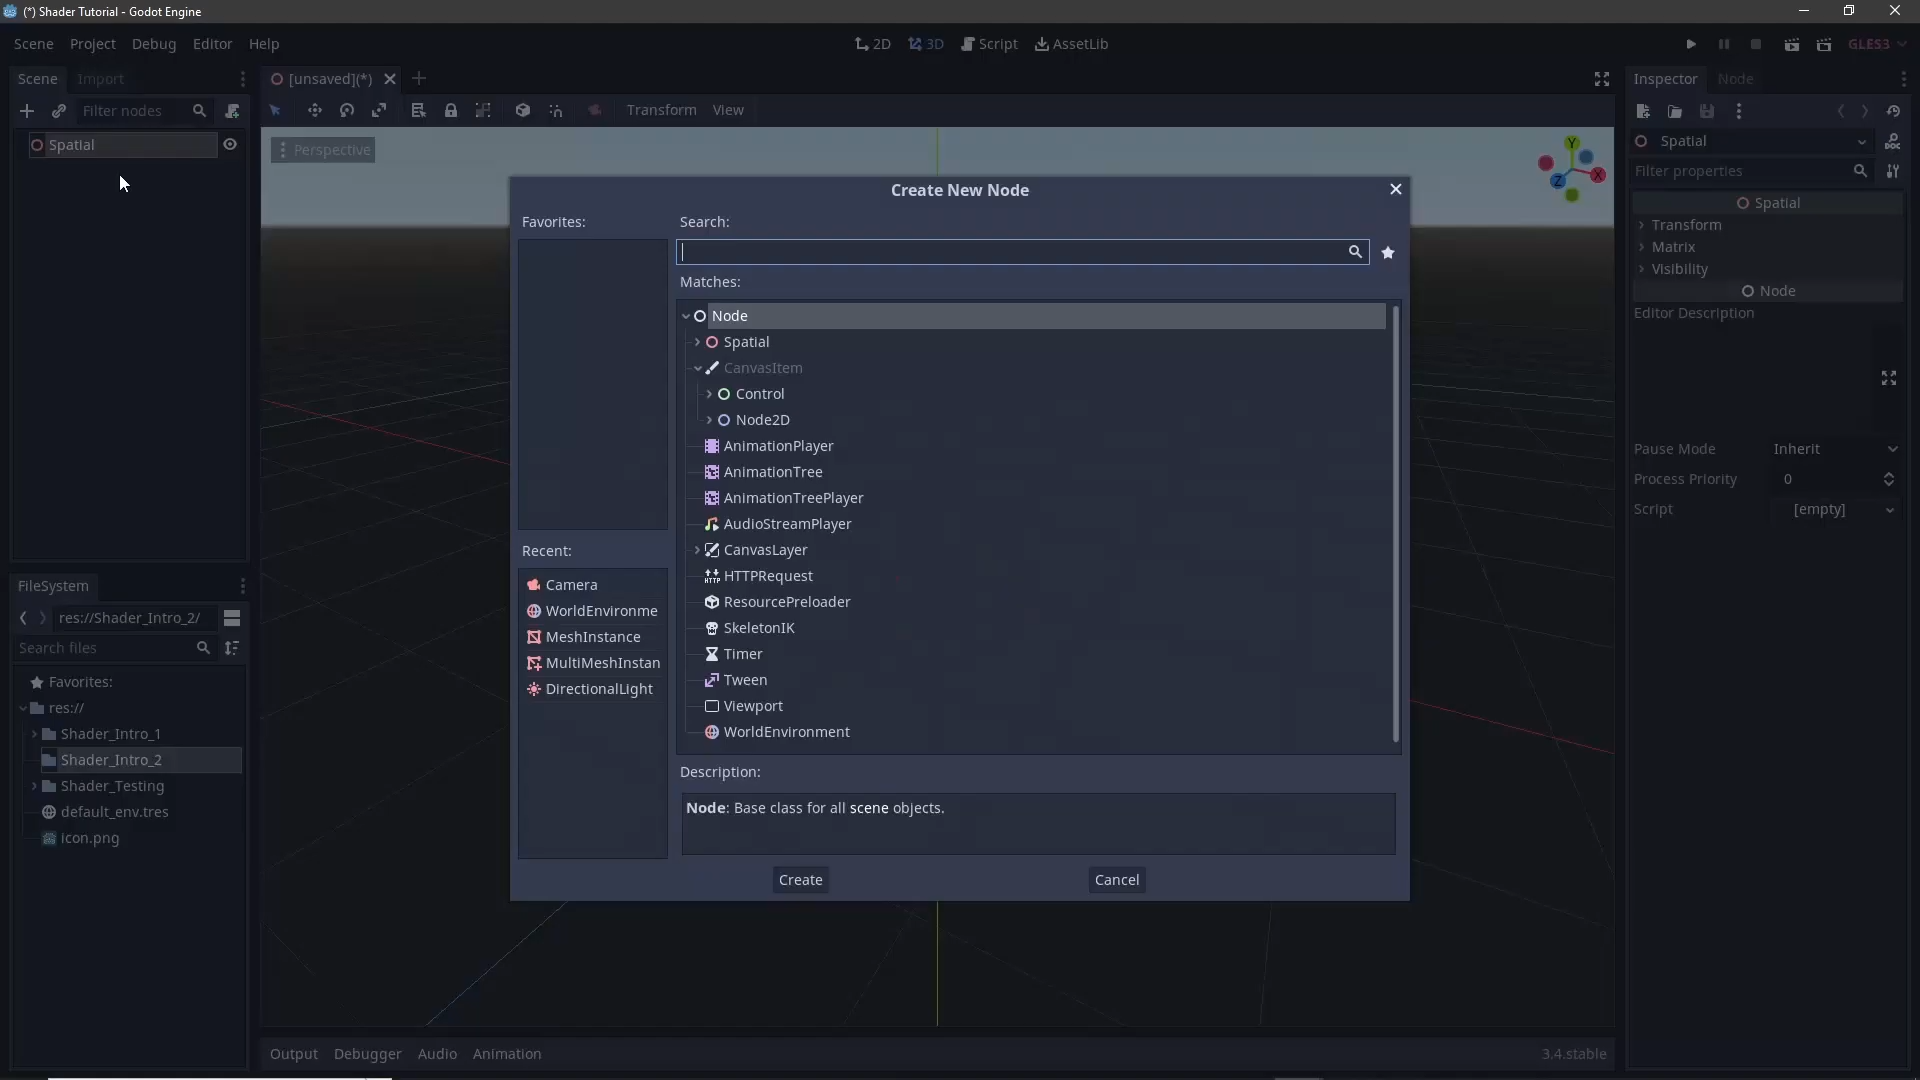 (*) Shader Tutorial - Godot Engine
Scene Project Debug Editor Help
2D 3D Script AssetLib
GLES3
Scene Import
[unsaved](*)
Inspector Node
Filter nodes
Transform View
Spatial
Perspective
Y
X
Z
Spatial
Filter properties
Spatial
Transform
Matrix
Visibility
Node
Editor Description
Pause Mode Inherit
Process Priority 0
Script [empty]
Create New Node
Favorites:
Search:
Matches:
Node
Spatial
CanvasItem
Control
Node2D
AnimationPlayer
AnimationTree
AnimationTreePlayer
AudioStreamPlayer
CanvasLayer
HTTPRequest
ResourcePreloader
SkeletonIK
Timer
Tween
Viewport
WorldEnvironment
Recent:
Camera
WorldEnvironme
MeshInstance
MultiMeshInstan
DirectionalLight
Description:
Node: Base class for all scene objects.
Create
Cancel
FileSystem
res://Shader_Intro_2/
Search files
Favorites:
res://
Shader_Intro_1
Shader_Intro_2
Shader_Testing
default_env.tres
icon.png
Output Debugger Audio Animation
3.4.stable